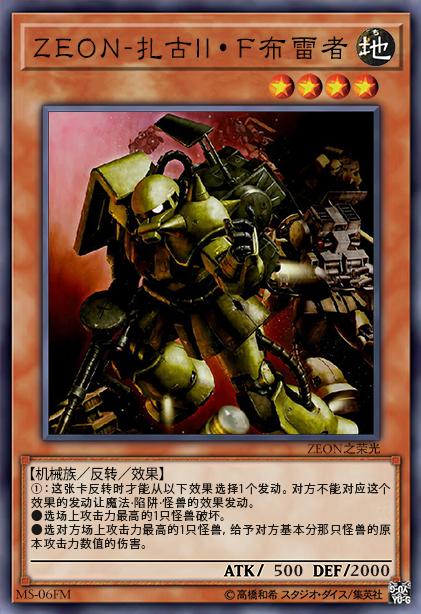 ZEON-扎古II·F布雷者
地
ZEON之荣光
【机械族／反转／效果】
①：这张卡反转时才能从以下效果选择1个发动。对方不能对应这个
效果的发动让魔法·陷阱·怪兽的效果发动。
●选场上攻击力最高的1只怪兽破坏。
●选对方场上攻击力最高的1只怪兽，给予对方基本分那只怪兽的原
本攻击力数值的伤害。
ATK/ 500 DEF/2000
MS-06FM
©高橋和希 スタジオ・ダイス/集英社